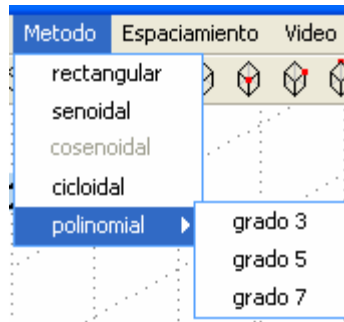 Metodo Espaciamiento Video
rectangular
senoidal
cosenoidal
cicloidal
polinomial
grado 3
grado 5
grado 7